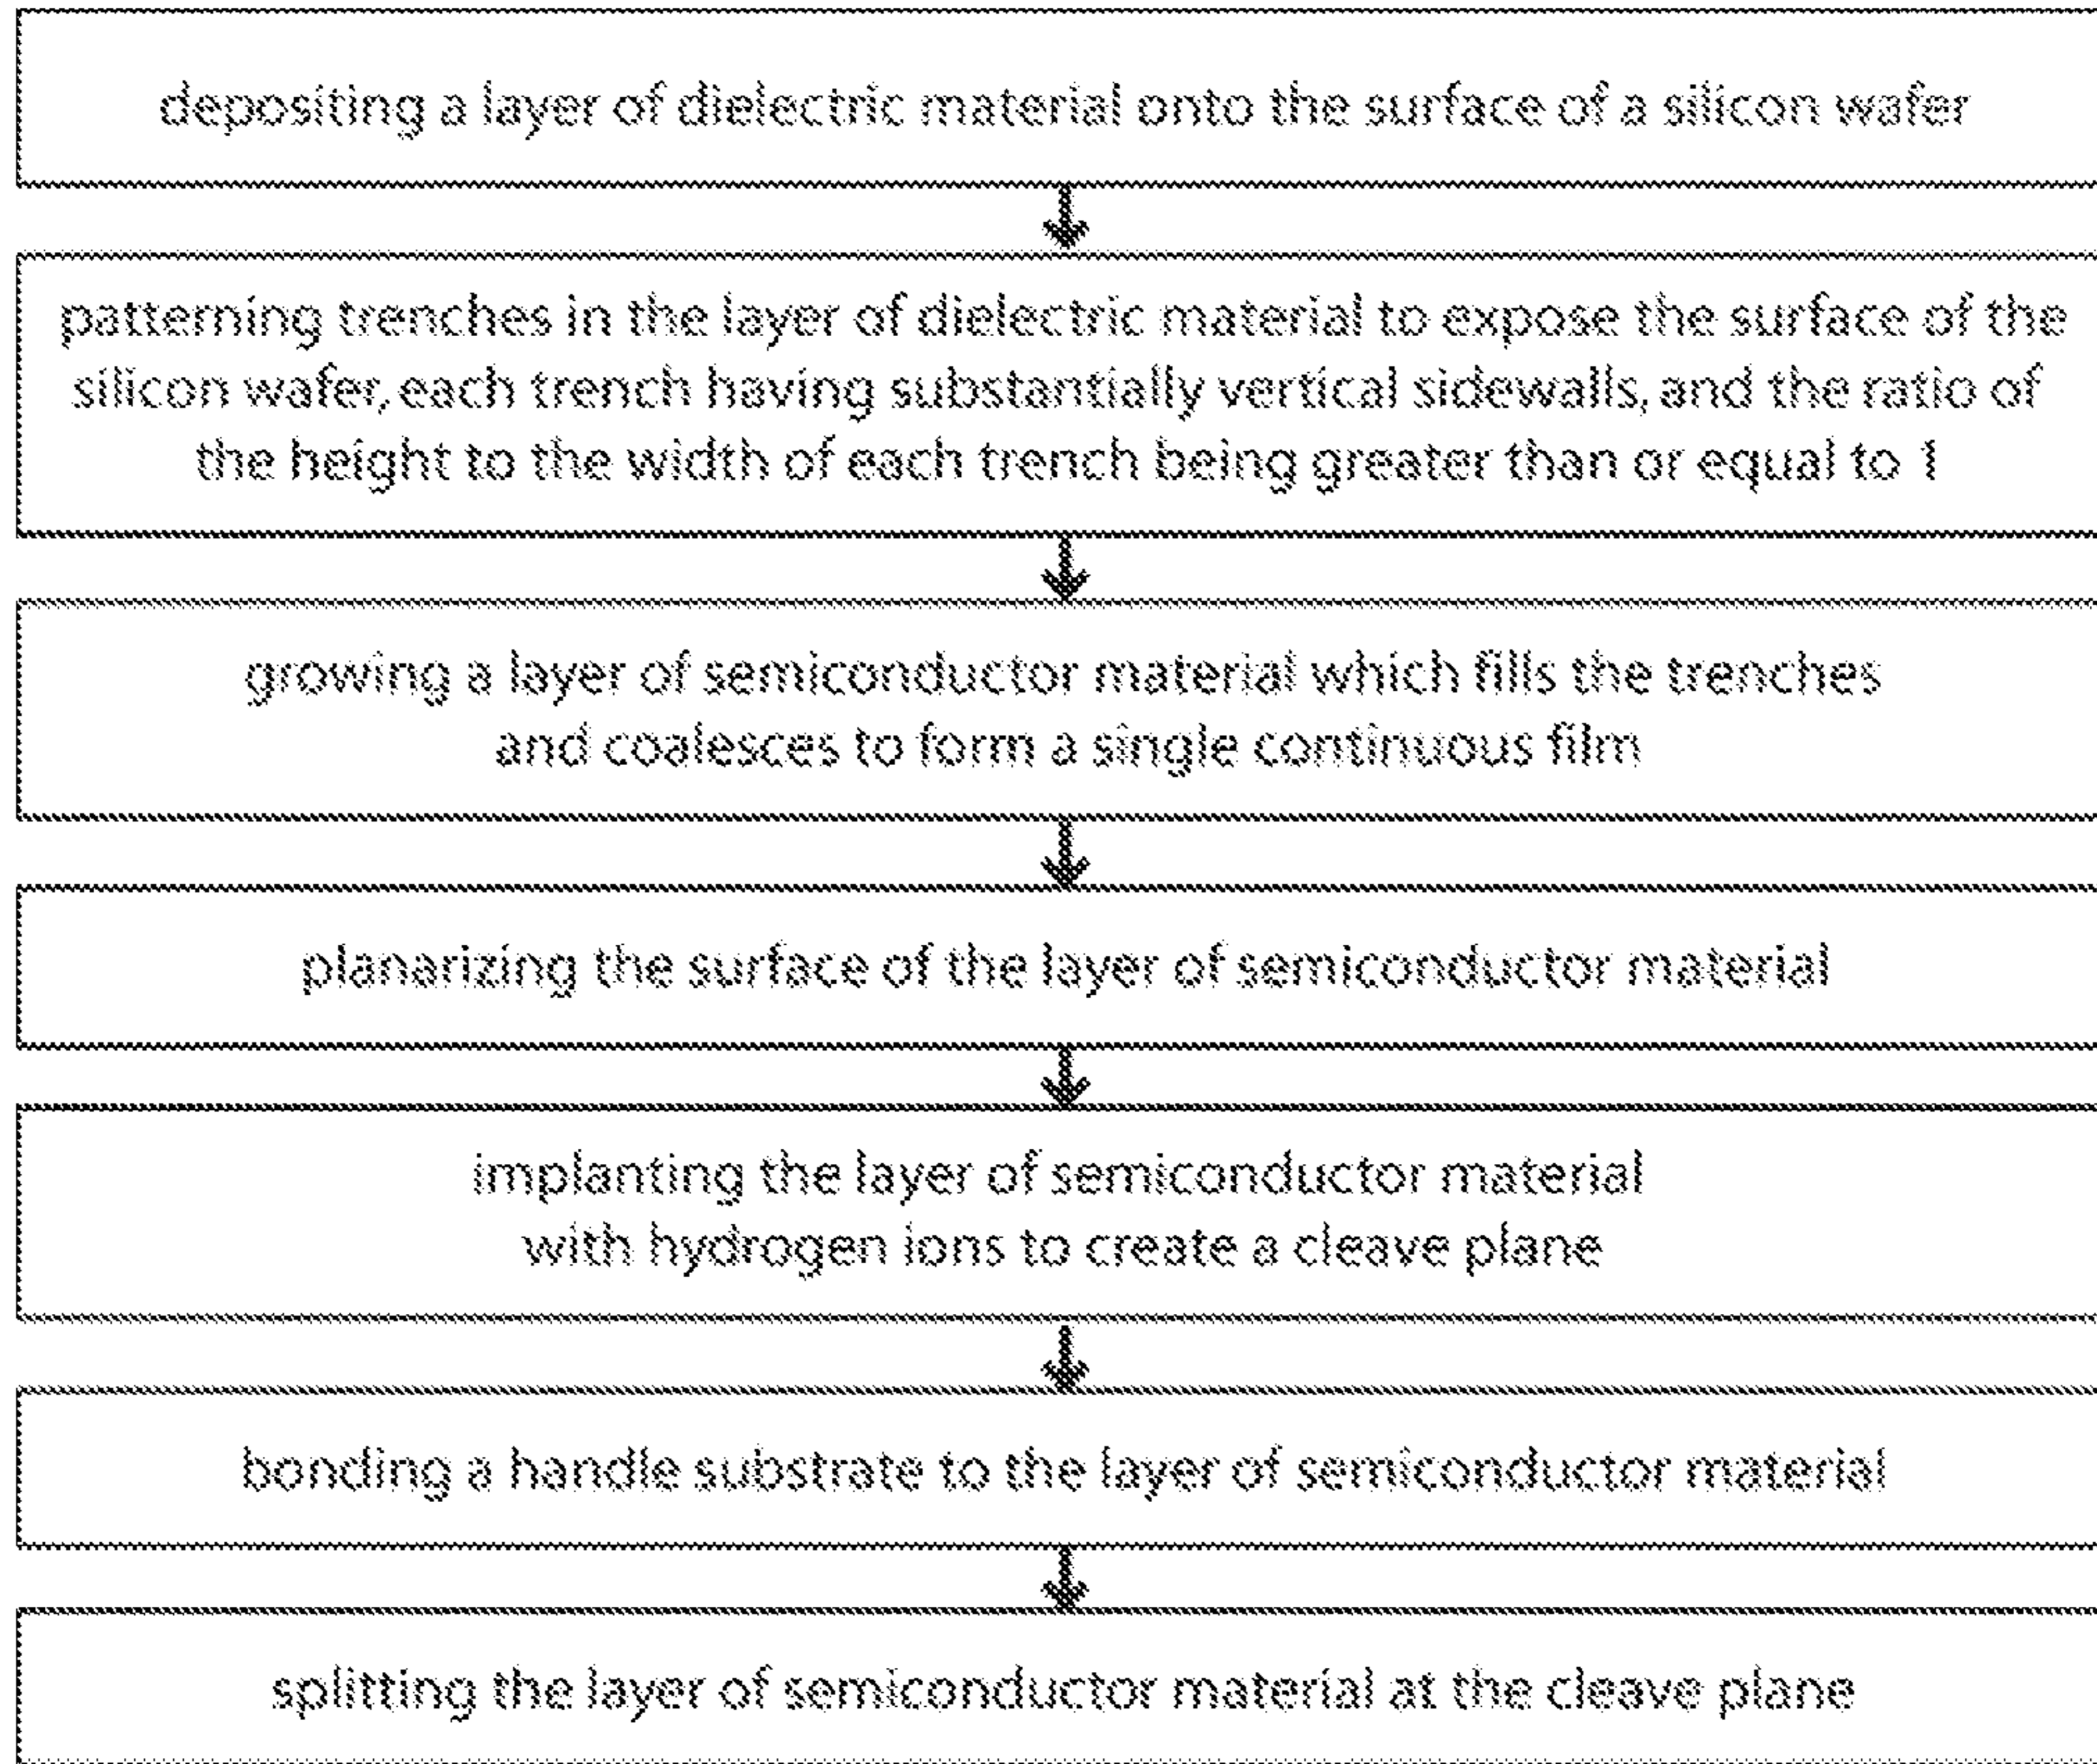 depositing a layer of dielectric material onto the surface of a silicon wafer
patterning trenches in the layer of dielectric material to expose the surface of the
silicon wafer, each trench having substantially vertical sidewalls, and the ratio of
the height to the width of each trench being greater than or equal to 1
growing a layer of semiconductor material which fills the trenches
and coalesces to form a single continuous film
planarizing the surface of the layer of semiconductor material
implanting the layer of semiconductor material
with hydrogen ions to create a cleave plane
bonding a handle substrate to the layer of semiconductor material
splitting the layer of semiconductor material at the cleave plane